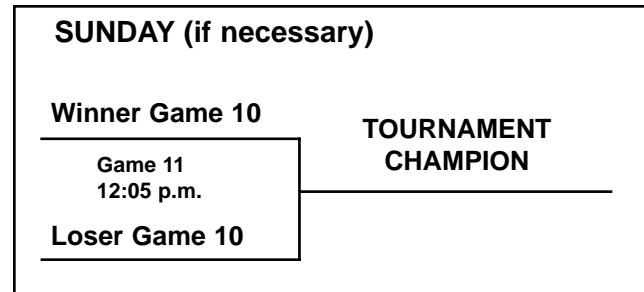 SUNDAY (if necessary)
Winner Game 10
TOURNAMENT
CHAMPION
Game 11
12:05 p.m.
Loser Game 10